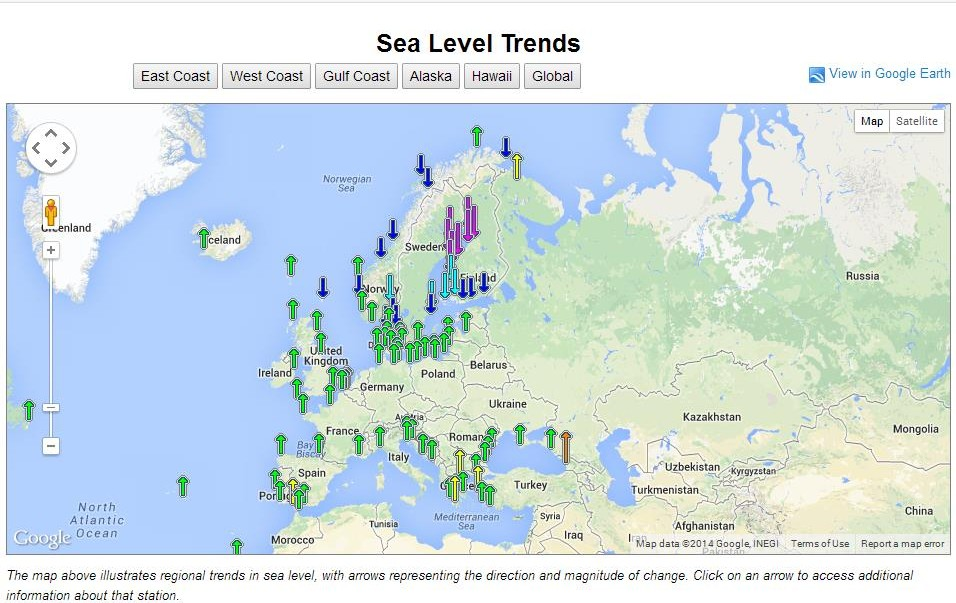 Sea Level Trends
East Coast
West Coast
Gulf Coast
Alaska
Hawaii
Global
View in Google Earth
Map
Satellite
Norwegian
Sea
Iceland
Sweden
Finland
Norway
Russia
United
Kingdom
Ireland
Poland
Belarus
Germany
Ukraine
Kazakhstan
Mongolia
Austria
France
Bay
Biscay
Italy
Romania
Uzbekistan
Kyrgyzstan
Spain
Turkey
Turkmenistan
China
North
Atlantic
Ocean
Mediterranean
Sea
Tunisia
Syria
Iraq
Afghanistan
Morocco
Pakistan
Google
Map data ©2014 Google, INEGI
Terms of Use
Report a map error
The map above illustrates regional trends in sea level, with arrows representing the direction and magnitude of change. Click on an arrow to access additional
information about that station.